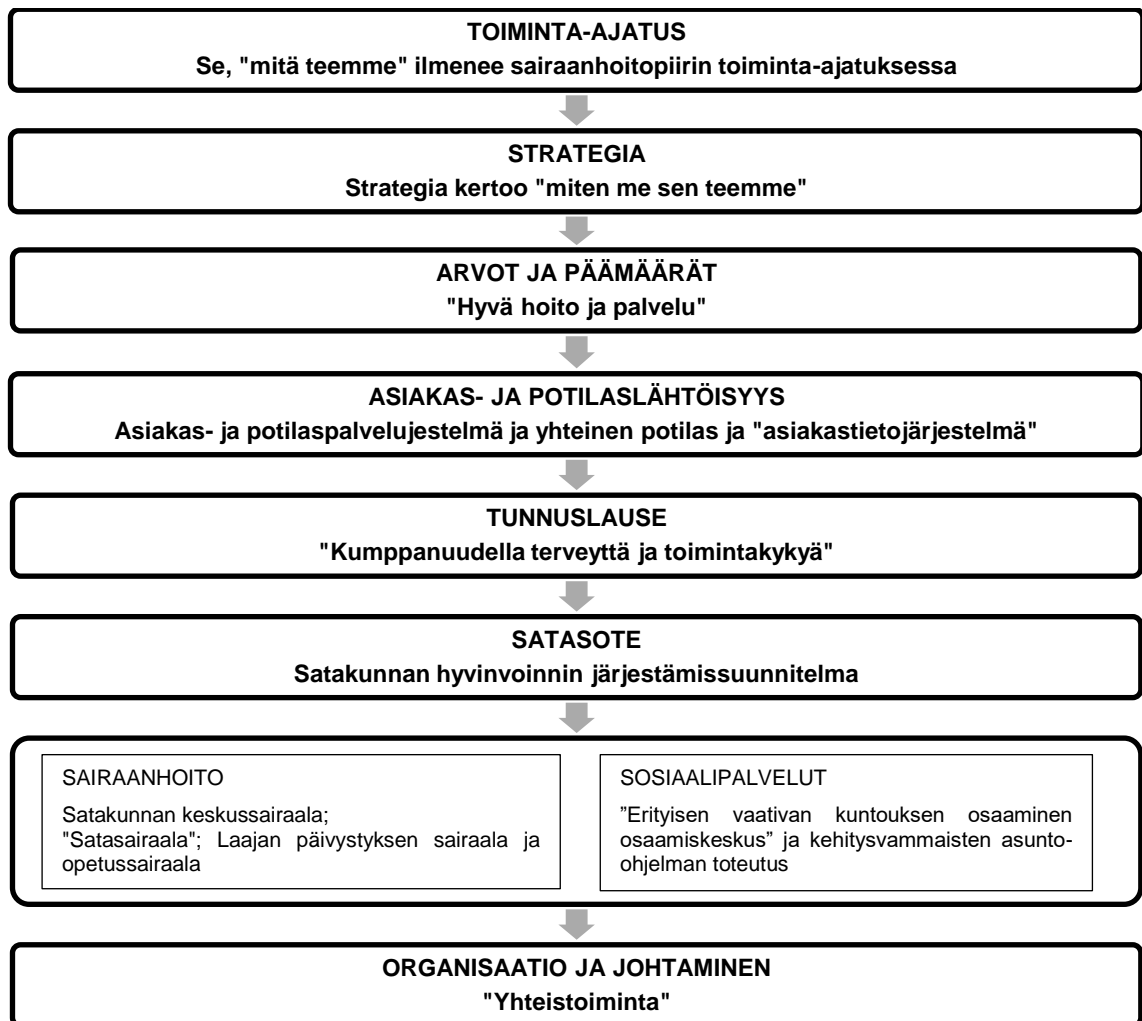 TOIMINTA-AJATUS
Se, "mitä teemme" ilmenee sairaanhoitopiirin toiminta-ajatuksessa
STRATEGIA
Strategia kertoo "miten me sen teemme"
ARVOT JA PÄÄMÄÄRÄT
"Hyvä hoito ja palvelu"
ASIAKAS- JA POTILASLÄHTÖISYYS
Asiakas- ja potilaspalvelujestelmä ja yhteinen potilas ja "asiakastietojärjestelmä"
TUNNUSLAUSE
"Kumppanuudella terveyttä ja toimintakykyä"
SATASOTE
Satakunnan hyvinvoinnin järjestämissuunnitelma
SAIRAANHOITO
Satakunnan keskussairaala;
"Satasairaala"; Laajan päivystyksen sairaala ja
opetussairaala
SOSIAALIPALVELUT
”Erityisen vaativan kuntouksen osaaminen
osaamiskeskus” ja kehitysvammaisten asunto-
ohjelman toteutus
ORGANISAATIO JA JOHTAMINEN
"Yhteistoiminta"